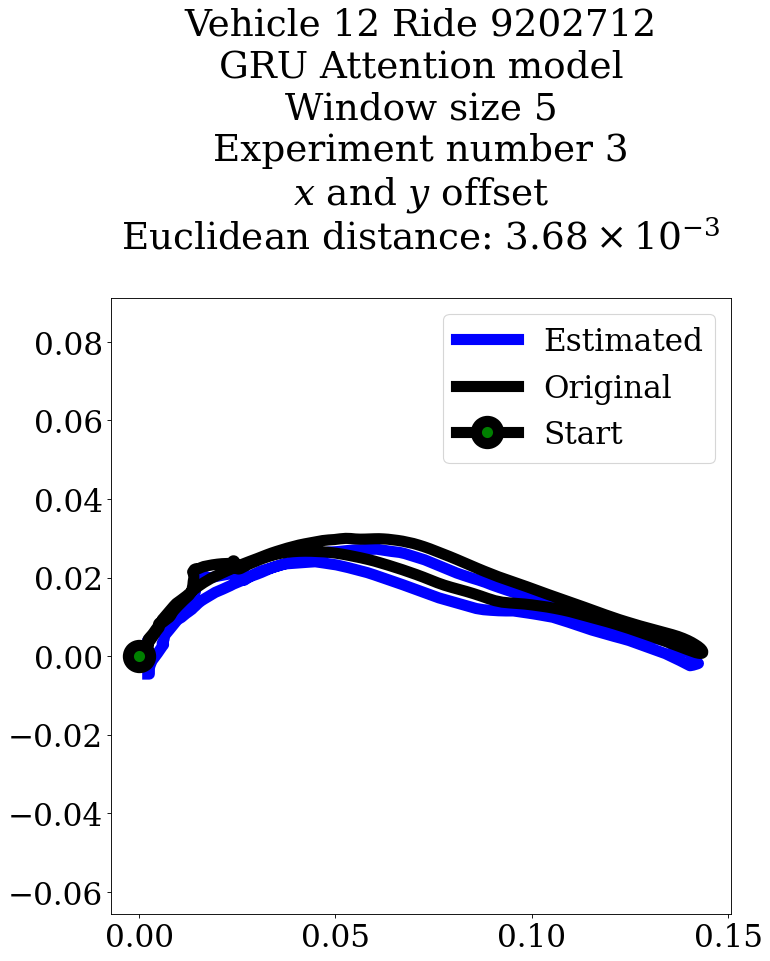 Vehicle 12 Ride 9202712
GRU Attention model
Window size 5
Experiment number 3
x and y offset
Euclidean distance: 3.68 × 10⁻³
Estimated
Original
Start
0.08
0.06
0.04
0.02
0.00
−0.02
−0.04
−0.06
0.00 0.05 0.10 0.15